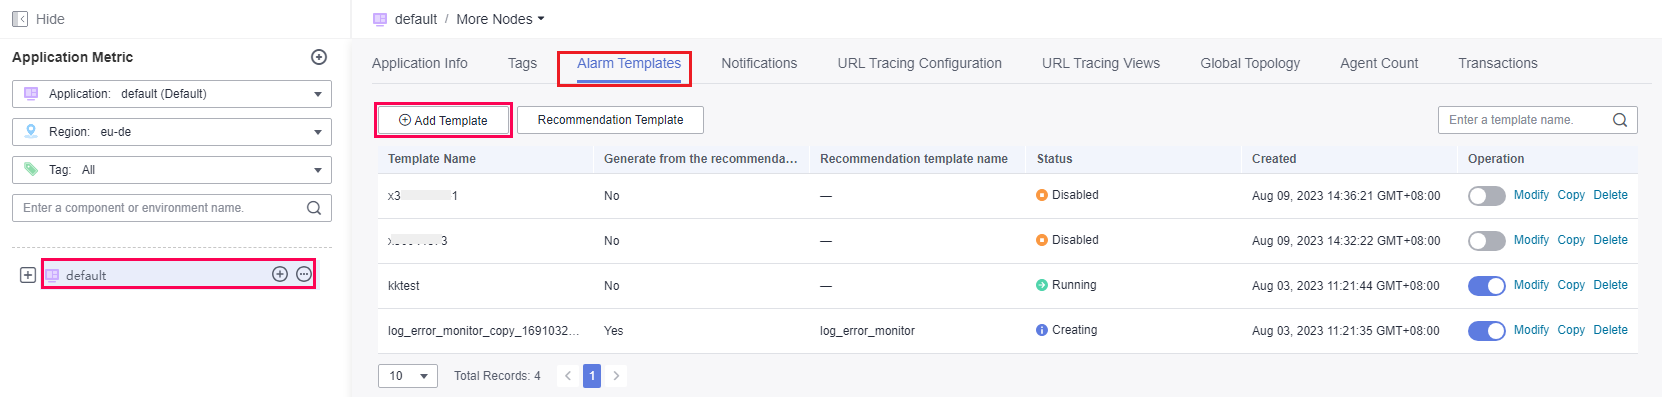 Hide
default / More Nodes
Application Metric
Application: default (Default)
Region: eu-de
Tag: All
Enter a component or environment name.
default
Application Info Tags Alarm Templates Notifications URL Tracing Configuration URL Tracing Views Global Topology Agent Count Transactions
Add Template Recommendation Template Enter a template name.
Template Name Generate from the recommenda... Recommendation template name Status Created Operation
No — Disabled Aug 09, 2023 14:36:21 GMT+08:00 Modify Copy Delete
No — Disabled Aug 09, 2023 14:32:22 GMT+08:00 Modify Copy Delete
kktest No — Running Aug 03, 2023 11:21:44 GMT+08:00 Modify Copy Delete
log_error_monitor_copy_1691032... Yes log_error_monitor Creating Aug 03, 2023 11:21:35 GMT+08:00 Modify Copy Delete
10 Total Records: 4 < 1 >